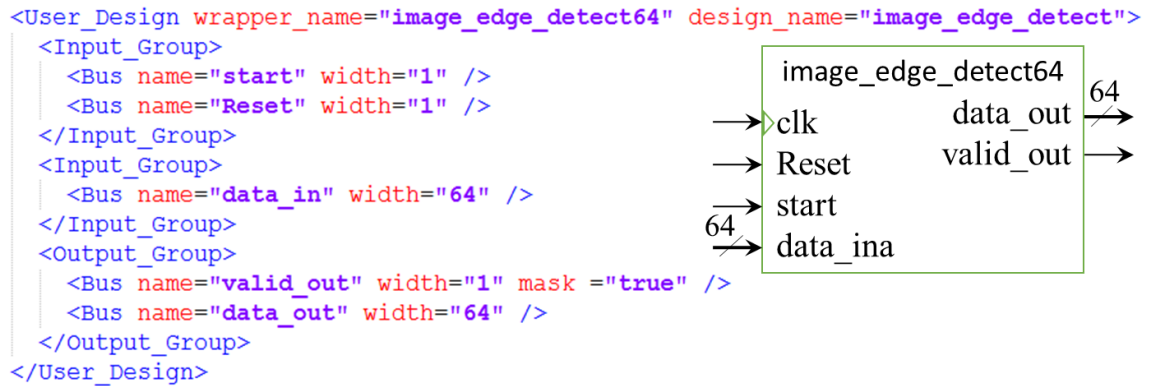 <User_Design wrapper_name="image_edge_detect64" design_name="image_edge_detect">
<Input_Group>
<Bus name="start" width="1" />
<Bus name="Reset" width="1" />
</Input_Group>
<Input_Group>
<Bus name="data_in" width="64" />
</Input_Group>
<Output_Group>
<Bus name="valid_out" width="1" mask ="true" />
<Bus name="data_out" width="64" />
</Output_Group>
</User_Design>
image_edge_detect64
clk
Reset
start
64
data_ina
data_out
64
valid_out